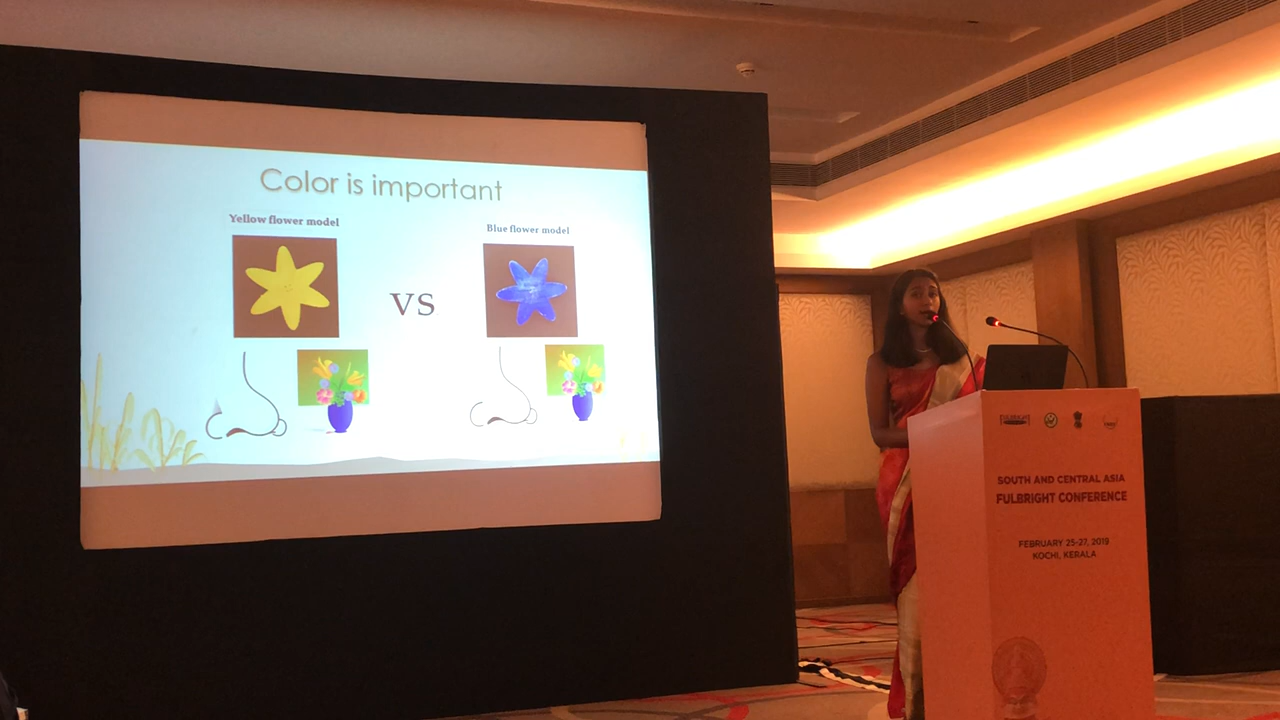 Color is important
Yellow flower model
Blue flower model
vs
SOUTH AND CENTRAL ASIA
FULBRIGHT CONFERENCE
FEBRUARY 25-27, 2019
KOCHI, KERALA